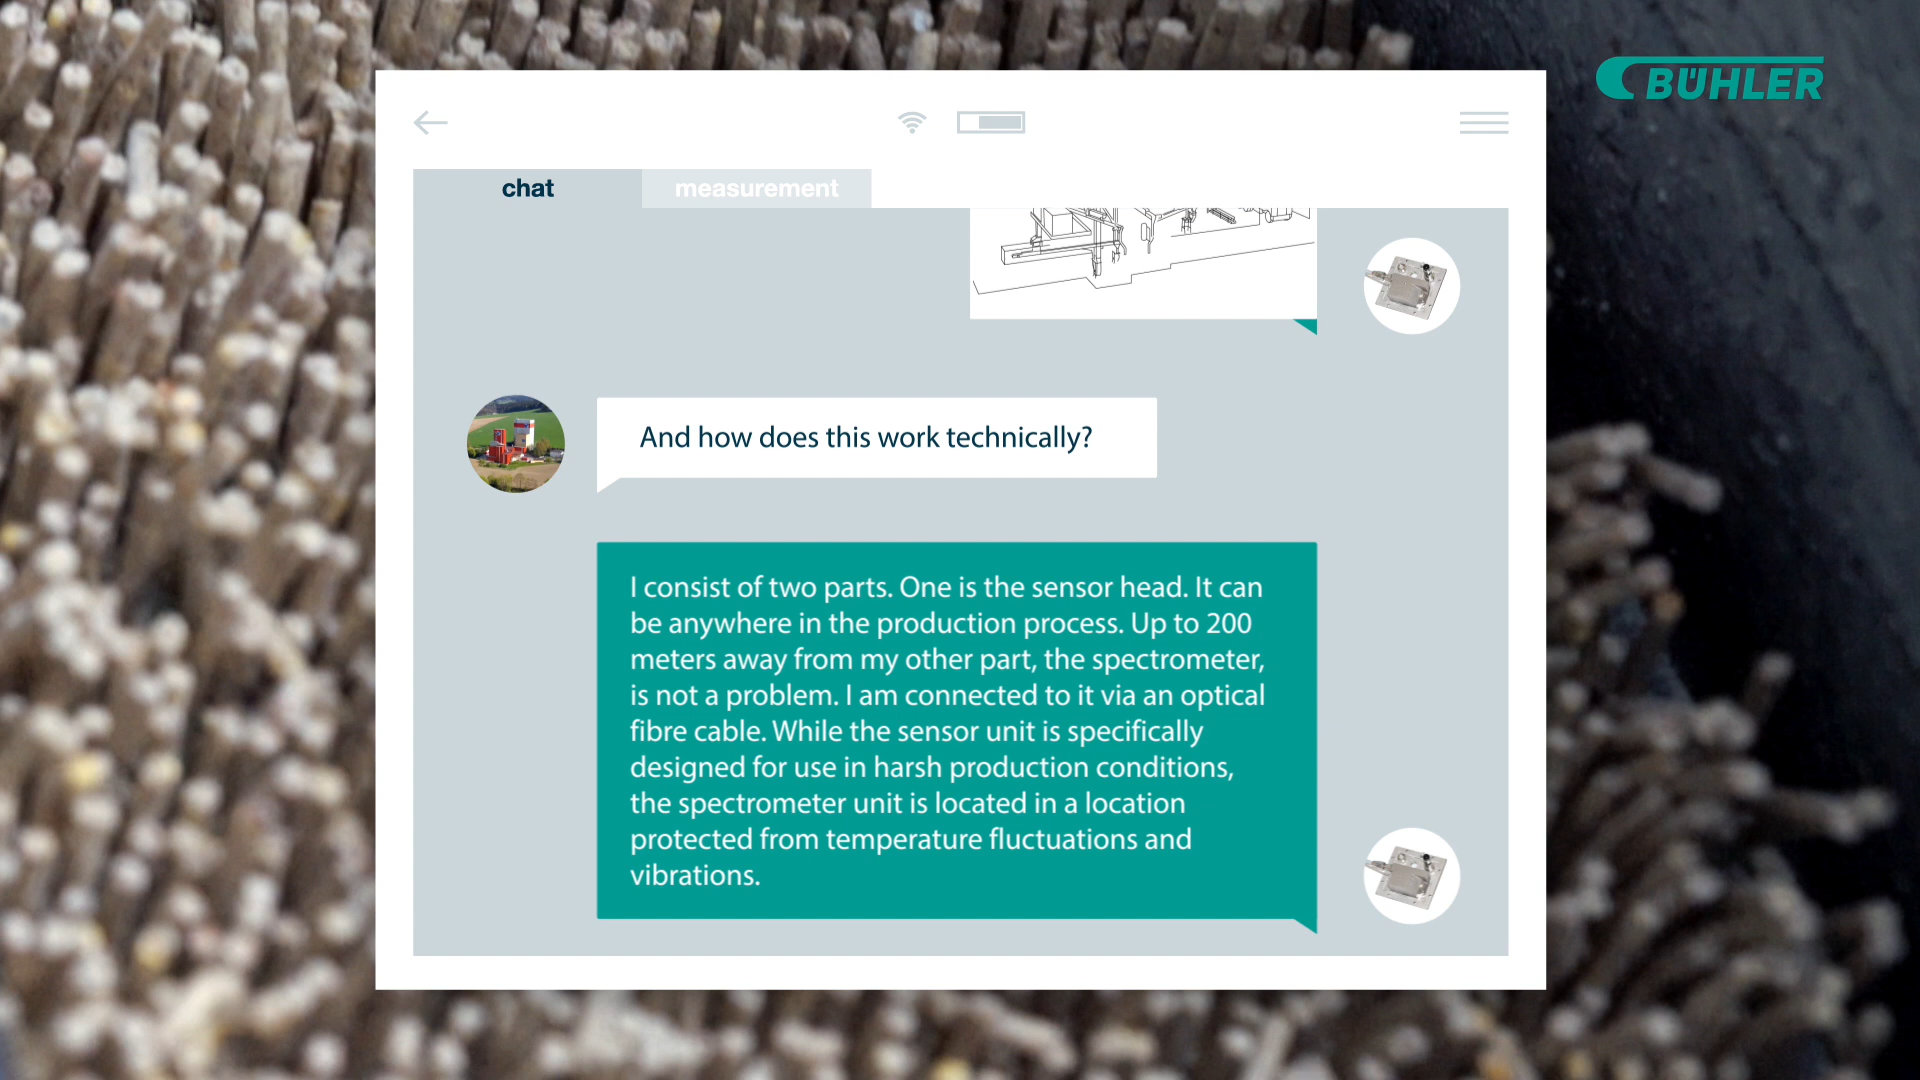 BÜHLER
chat
measurement
And how does this work technically?
I consist of two parts. One is the sensor head. It can
be anywhere in the production process. Up to 200
meters away from my other part, the spectrometer,
is not a problem. I am connected to it via an optical
fibre cable. While the sensor unit is specifically
designed for use in harsh production conditions,
the spectrometer unit is located in a location
protected from temperature fluctuations and
vibrations.